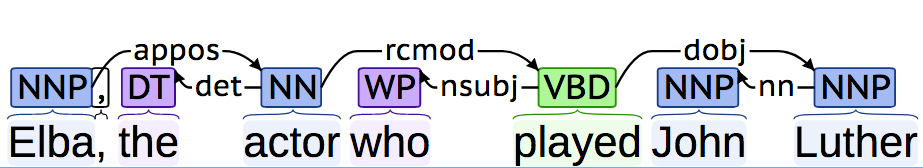 appos rcmod dobj
NNP , DT det NN WP nsubj VBD NNP nn NNP
Elba, the actor who played John Luther